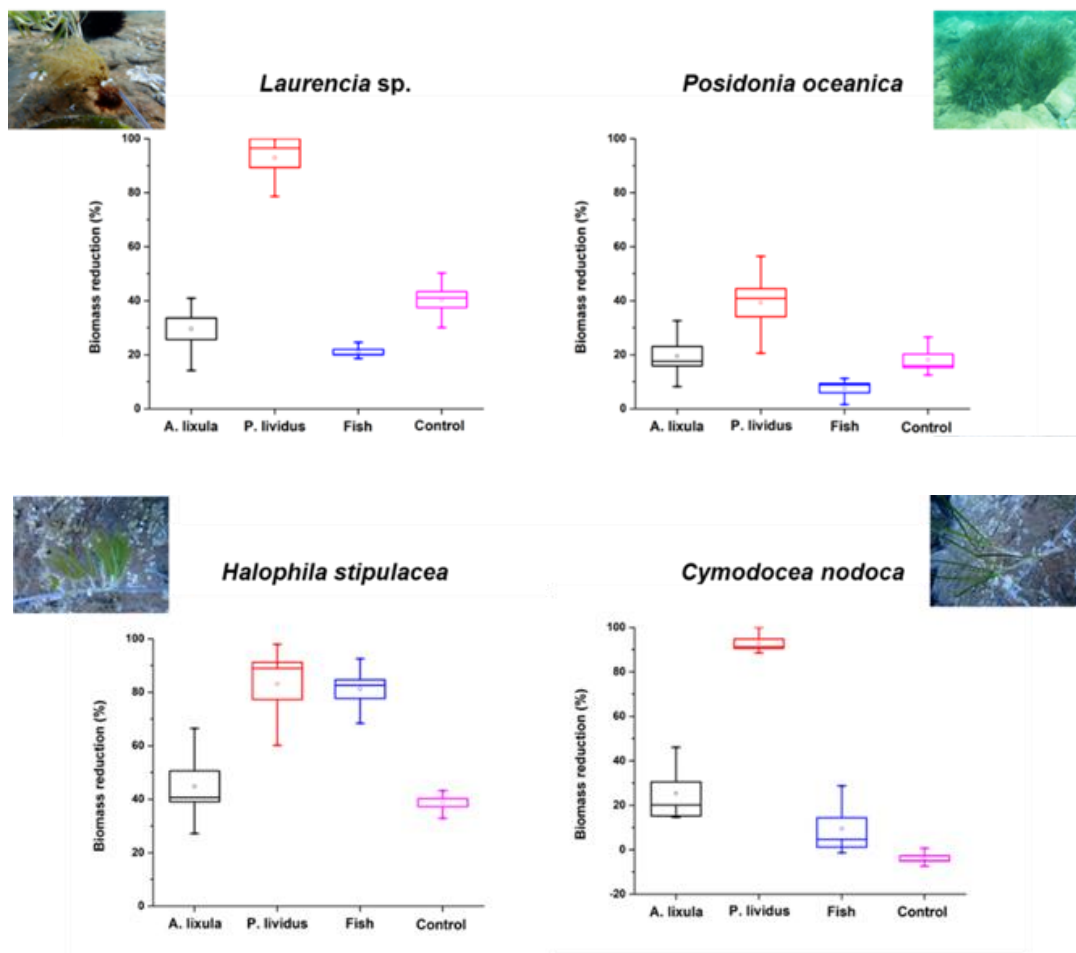 Laurencia sp.
Posidonia oceanica
Biomass reduction (%)
100
80
60
40
20
0
A. lixula P. lividus Fish Control
Biomass reduction (%)
100
80
60
40
20
0
A. lixula P. lividus Fish Control
Halophila stipulacea
Cymodocea nodoca
Biomass reduction (%)
100
80
60
40
20
0
A. lixula P. lividus Fish Control
Biomass reduction (%)
100
80
60
40
20
0
-20
A. lixula P. lividus Fish Control